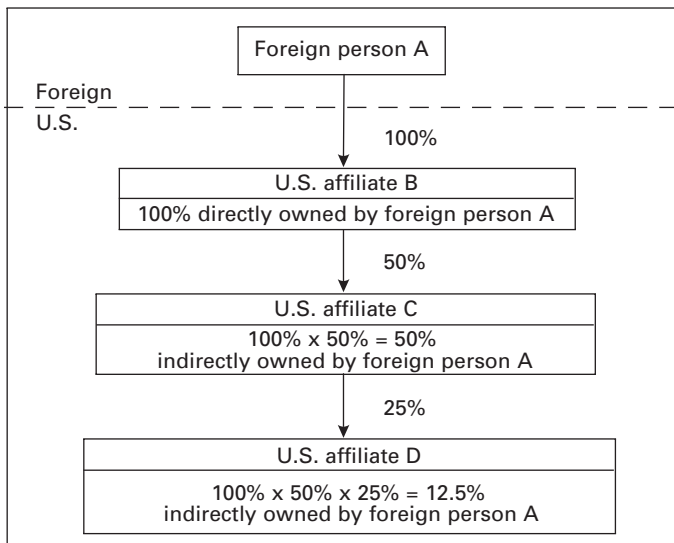 Foreign person A
Foreign
U.S.
100%
U.S. affiliate B
100% directly owned by foreign person A
50%
U.S. affiliate C
100% x 50% = 50%
indirectly owned by foreign person A
25%
U.S. affiliate D
100% x 50% x 25% = 12.5%
indirectly owned by foreign person A